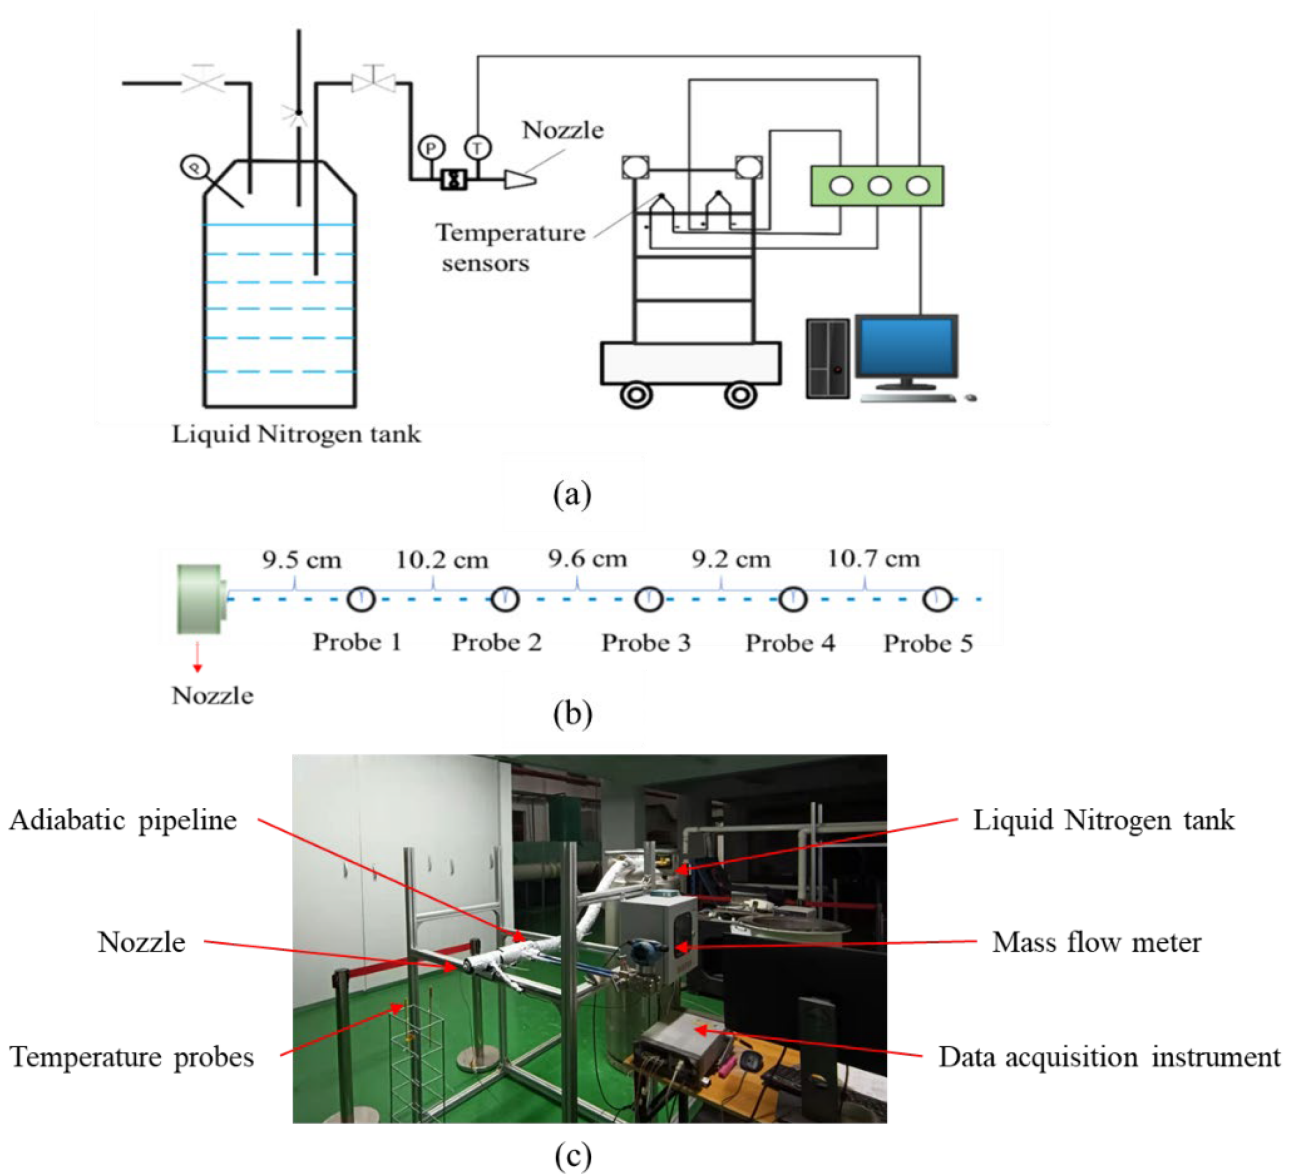 Nozzle
P
T
P
Temperature
sensors
Liquid Nitrogen tank
(a)
9.5 cm
10.2 cm
9.6 cm
9.2 cm
10.7 cm
Probe 1
Probe 2
Probe 3
Probe 4
Probe 5
Nozzle
(b)
Adiabatic pipeline
Liquid Nitrogen tank
Nozzle
Mass flow meter
Temperature probes
Data acquisition instrument
(c)